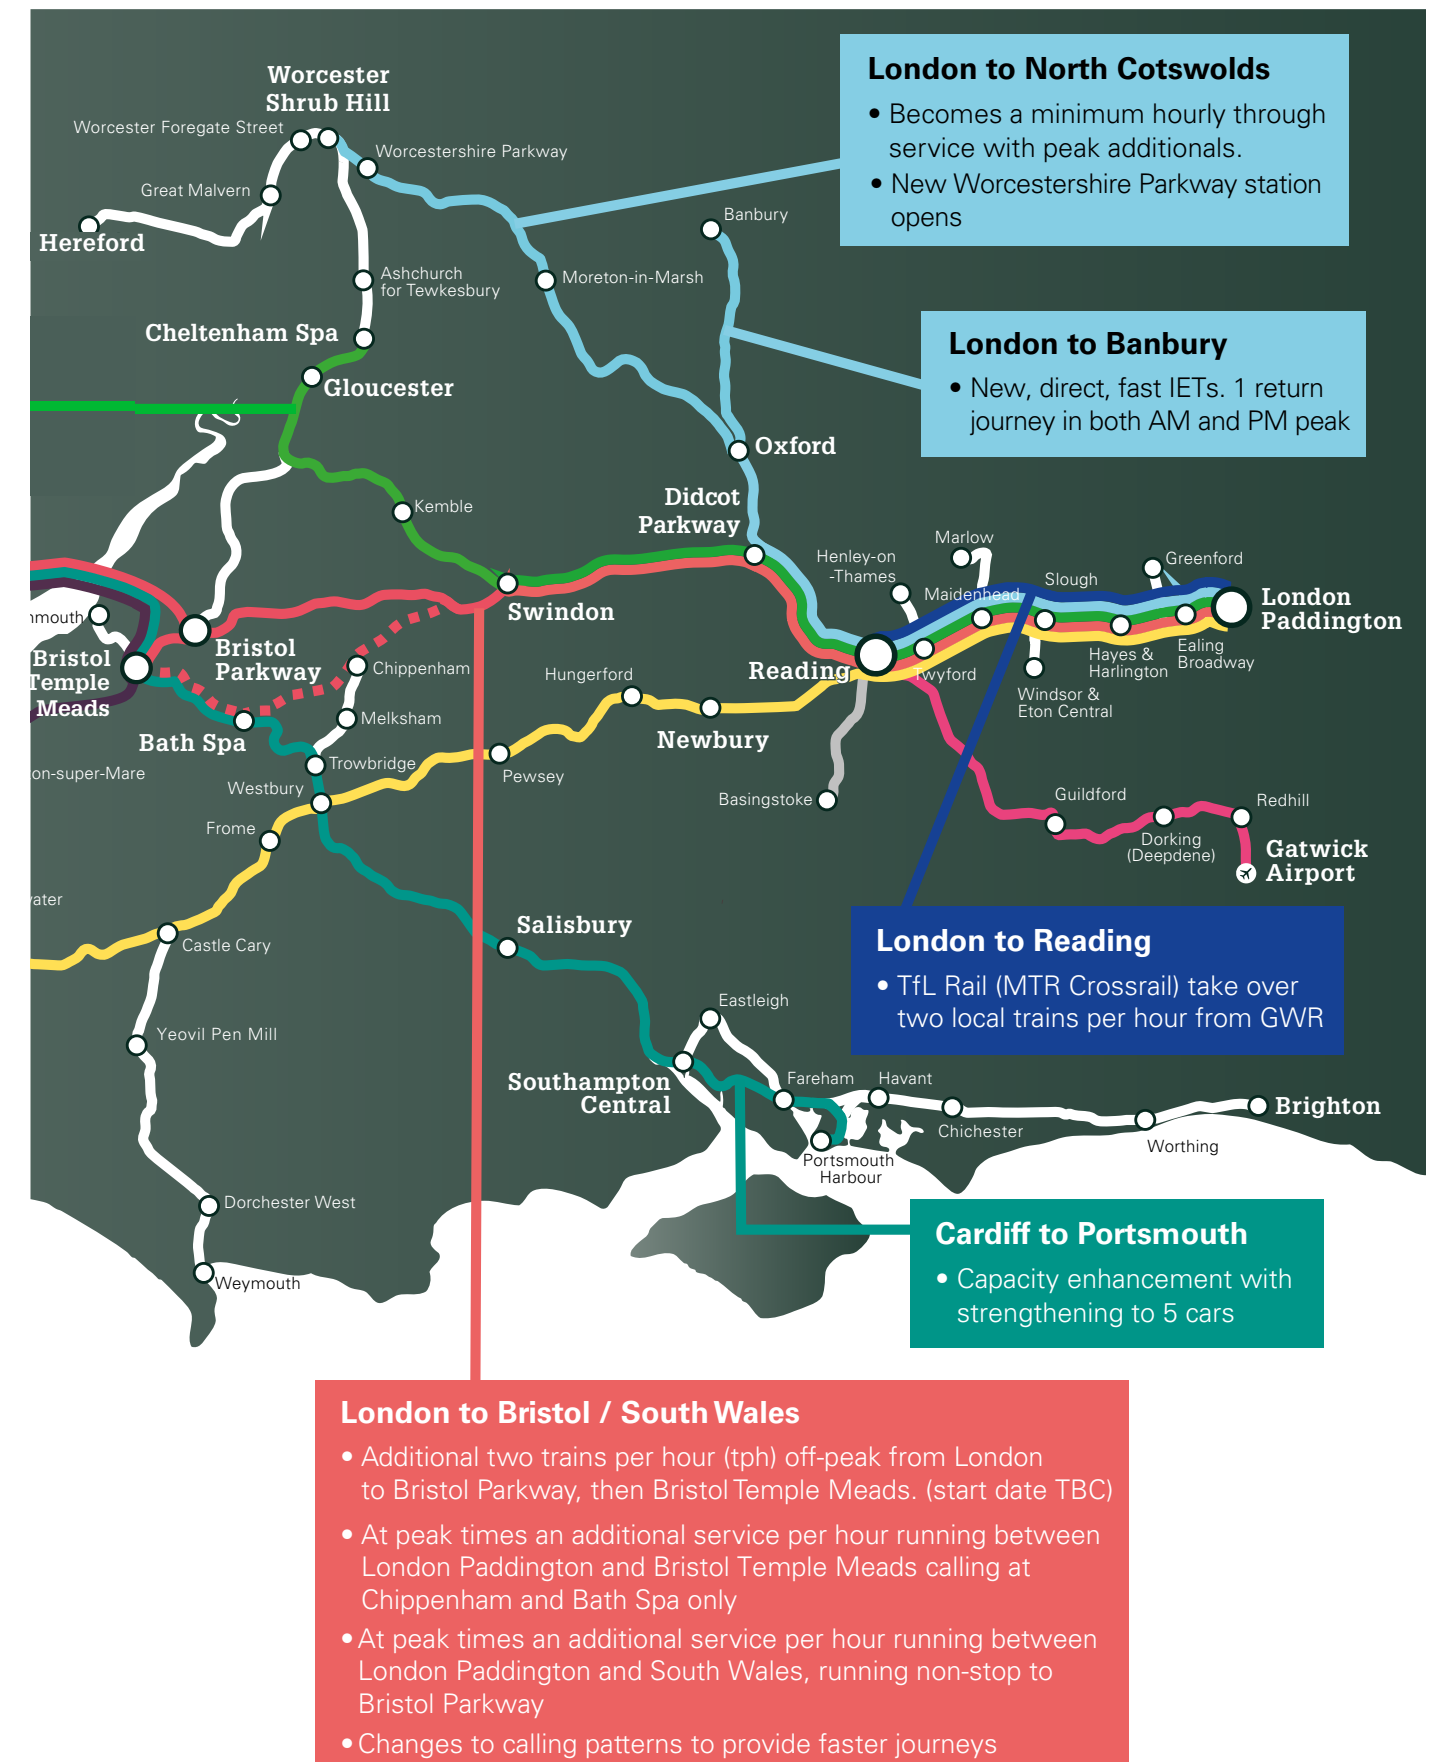 Worcester
Shrub Hill
Worcester Foregate Street
Worcestershire Parkway
Great Malvern
Hereford
Banbury
Ashchurch
for Tewkesbury
Moreton-in-Marsh
Cheltenham Spa
Gloucester
Oxford
Kemble
Didcot
Parkway
Swindon
Henley-on
-Thames
Marlow
Maidenhead
Slough
Greenford
London
Paddington
Ealing
Broadway
Hayes &
Harlington
Windsor &
Eton Central
Twyford
Reading
Bristol
Parkway
Bristol
Temple
Meads
Chippenham
Melksham
Bath Spa
Trowbridge
Westbury
Frome
Hungerford
Newbury
Pewsey
Basingstoke
Guildford
Dorking
(Deepdene)
Redhill
Gatwick
Airport
on-super-Mare
Castle Cary
Yeovil Pen Mill
Dorchester West
Weymouth
Salisbury
Eastleigh
Southampton
Central
Fareham
Havant
Portsmouth
Harbour
Chichester
Worthing
Brighton
London to North Cotswolds
• Becomes a minimum hourly through
service with peak additionals.
• New Worcestershire Parkway station
opens
London to Banbury
• New, direct, fast IETs. 1 return
journey in both AM and PM peak
London to Reading
• TfL Rail (MTR Crossrail) take over
two local trains per hour from GWR
Cardiff to Portsmouth
• Capacity enhancement with
strengthening to 5 cars
London to Bristol / South Wales
• Additional two trains per hour (tph) off-peak from London
to Bristol Parkway, then Bristol Temple Meads. (start date TBC)
• At peak times an additional service per hour running between
London Paddington and Bristol Temple Meads calling at
Chippenham and Bath Spa only
• At peak times an additional service per hour running between
London Paddington and South Wales, running non-stop to
Bristol Parkway
• Changes to calling patterns to provide faster journeys